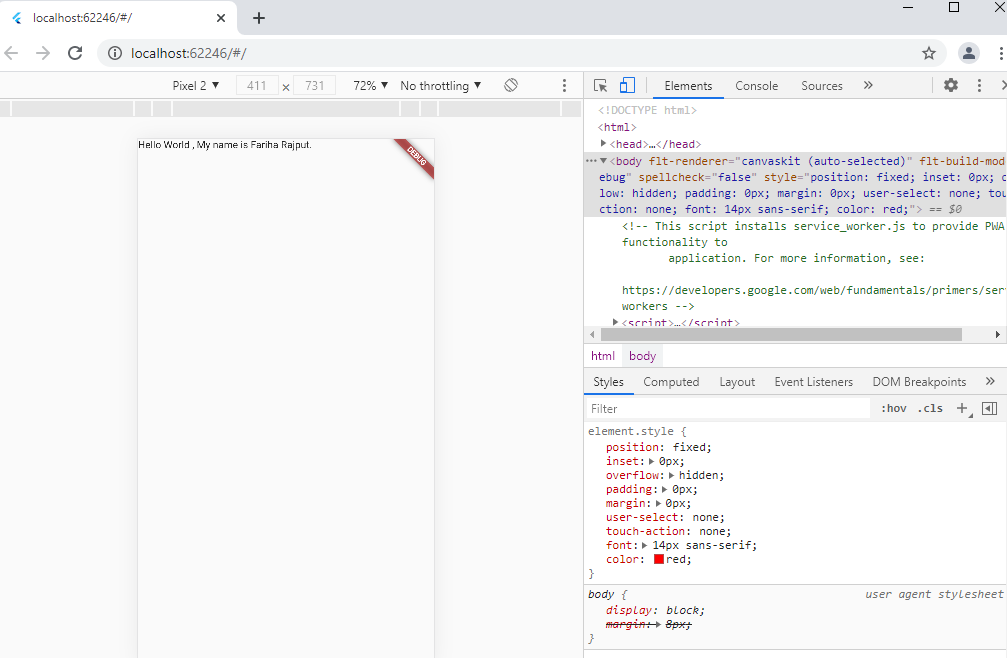 localhost:62246/#/
localhost:62246/#/
Pixel 2 411 × 731 72% No throttling
Elements Console Sources »
<!DOCTYPE html>
<html>
<head>…</head>
<body flt-renderer="canvaskit (auto-selected)" flt-build-mod
ebug" spellcheck="false" style="position: fixed; inset: 0px; c
low: hidden; padding: 0px; margin: 0px; user-select: none; tou
ction: none; font: 14px sans-serif; color: red;"> == $0
<!-- This script installs service_worker.js to provide PWA
functionality to
application. For more information, see:
https://developers.google.com/web/fundamentals/primers/ser
workers -->
<script>…</script>
html body
Styles Computed Layout Event Listeners DOM Breakpoints »
Filter :hov .cls +
element.style {
position: fixed;
inset: 0px;
overflow: hidden;
padding: 0px;
margin: 0px;
user-select: none;
touch-action: none;
font: 14px sans-serif;
color: red;
}
body { user agent stylesheet
display: block;
margin: 8px;
}
Hello World , My name is Fariha Rajput.
DEBUG